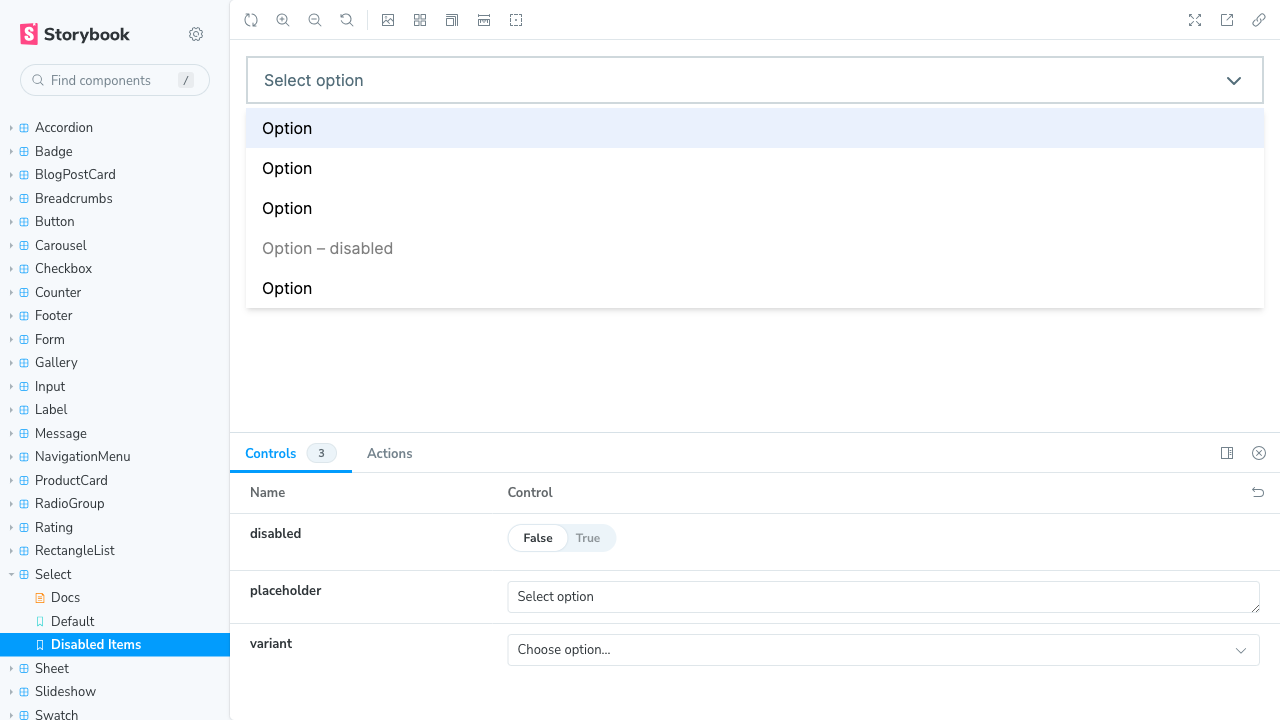 Storybook
Find components /
Accordion
Badge
BlogPostCard
Breadcrumbs
Button
Carousel
Checkbox
Counter
Footer
Form
Gallery
Input
Label
Message
NavigationMenu
ProductCard
RadioGroup
Rating
RectangleList
Select
Docs
Default
Disabled Items
Sheet
Slideshow
Swatch
Select option
Option
Option
Option
Option – disabled
Option
Controls 3 Actions
Name Control
disabled False True
placeholder Select option
variant Choose option...